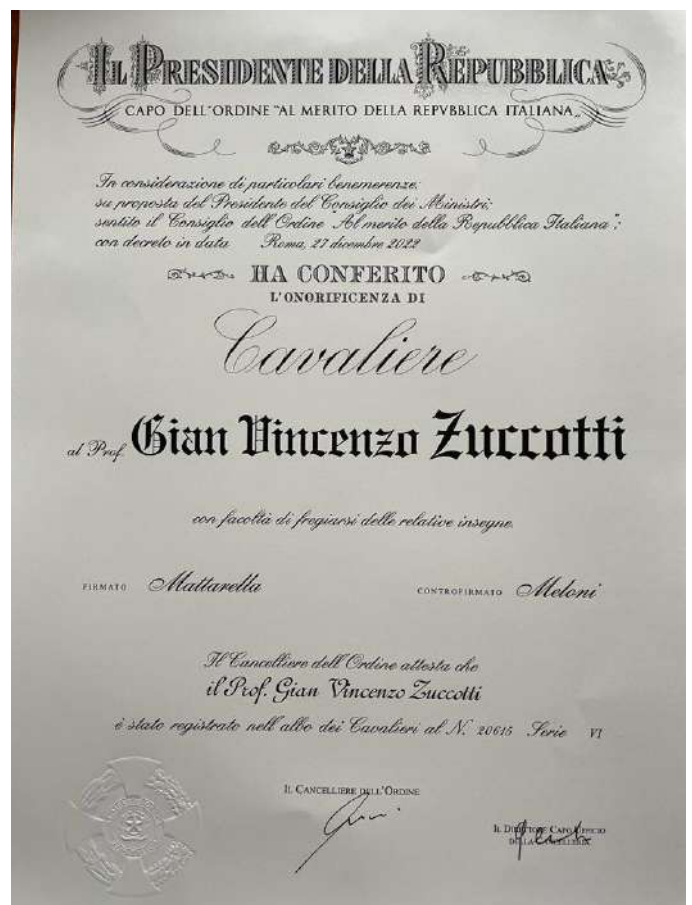 IL PRESIDENTE DELLA REPUBBLICA
CAPO DELL'ORDINE "AL MERITO DELLA REPVBBLICA ITALIANA„
In considerazione di particolari benemerenze;
su proposta del Presidente del Consiglio dei Ministri;
sentito il Consiglio dell'Ordine "Al merito della Repubblica Italiana";
con decreto in data Roma, 27 dicembre 2022
HA CONFERITO
L'ONORIFICENZA DI
Cavaliere
al Prof. Gian Vincenzo Zuccotti
con facoltà di fregiarsi delle relative insegne.
FIRMATO Mattarella CONTROFIRMATO Meloni
Il Cancelliere dell'Ordine attesta che
il Prof. Gian Vincenzo Zuccotti
è stato registrato nell'albo dei Cavalieri al N. 20615 Serie VI
IL CANCELLIERE DELL'ORDINE
IL DIRETTORE CAPO UFFICIO
DELLA CANCELLERIA